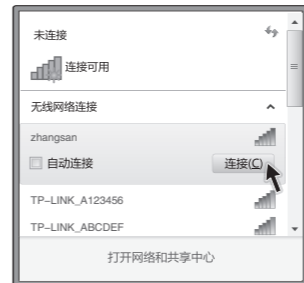 未连接
连接可用
无线网络连接
zhangsan
自动连接 连接(C)
TP-LINK_A123456
TP-LINK_ABCDEF
打开网络和共享中心